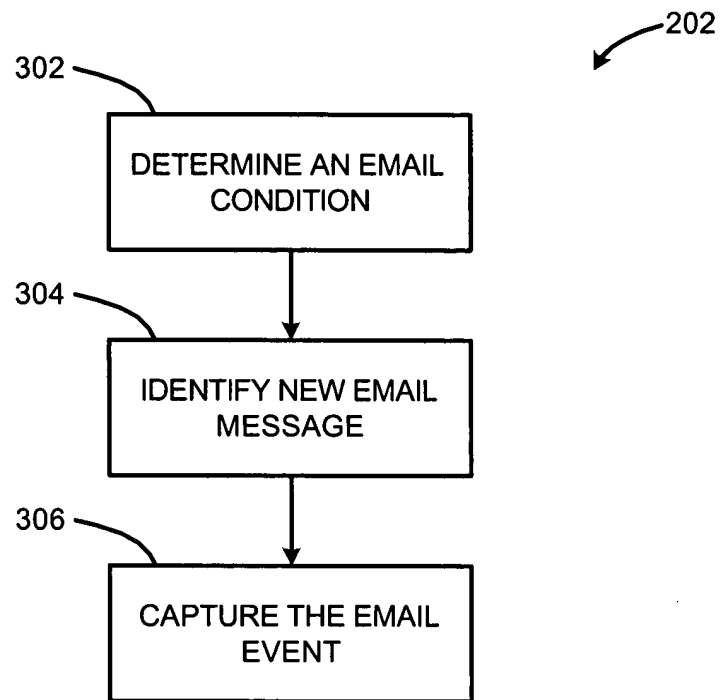 202
302
DETERMINE AN EMAIL
CONDITION
304
IDENTIFY NEW EMAIL
MESSAGE
306
CAPTURE THE EMAIL
EVENT